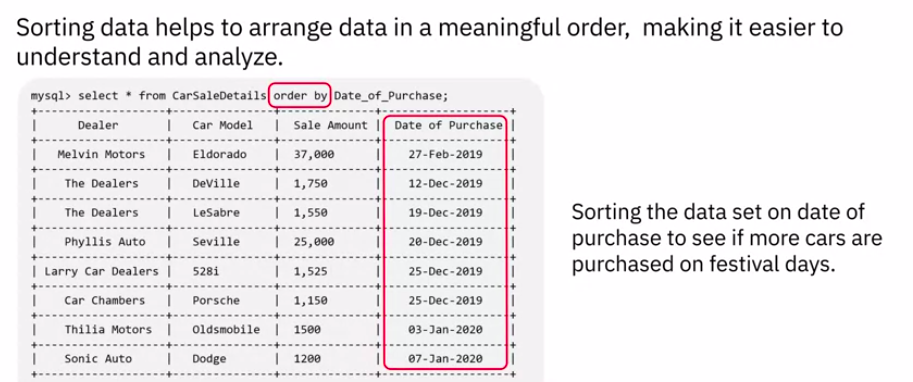 Sorting data helps to arrange data in a meaningful order, making it easier to
understand and analyze.
mysql> select * from CarSaleDetails order by Date_of_Purchase;
| Dealer | Car Model | Sale Amount | Date of Purchase |
| Melvin Motors | Eldorado | 37,000 | 27-Feb-2019 |
| The Dealers | DeVille | 1,750 | 12-Dec-2019 |
| The Dealers | LeSabre | 1,550 | 19-Dec-2019 |
| Phyllis Auto | Seville | 25,000 | 20-Dec-2019 |
| Larry Car Dealers | 528i | 1,525 | 25-Dec-2019 |
| Car Chambers | Porsche | 1,150 | 25-Dec-2019 |
| Thilia Motors | Oldsmobile | 1500 | 03-Jan-2020 |
| Sonic Auto | Dodge | 1200 | 07-Jan-2020 |
Sorting the data set on date of
purchase to see if more cars are
purchased on festival days.